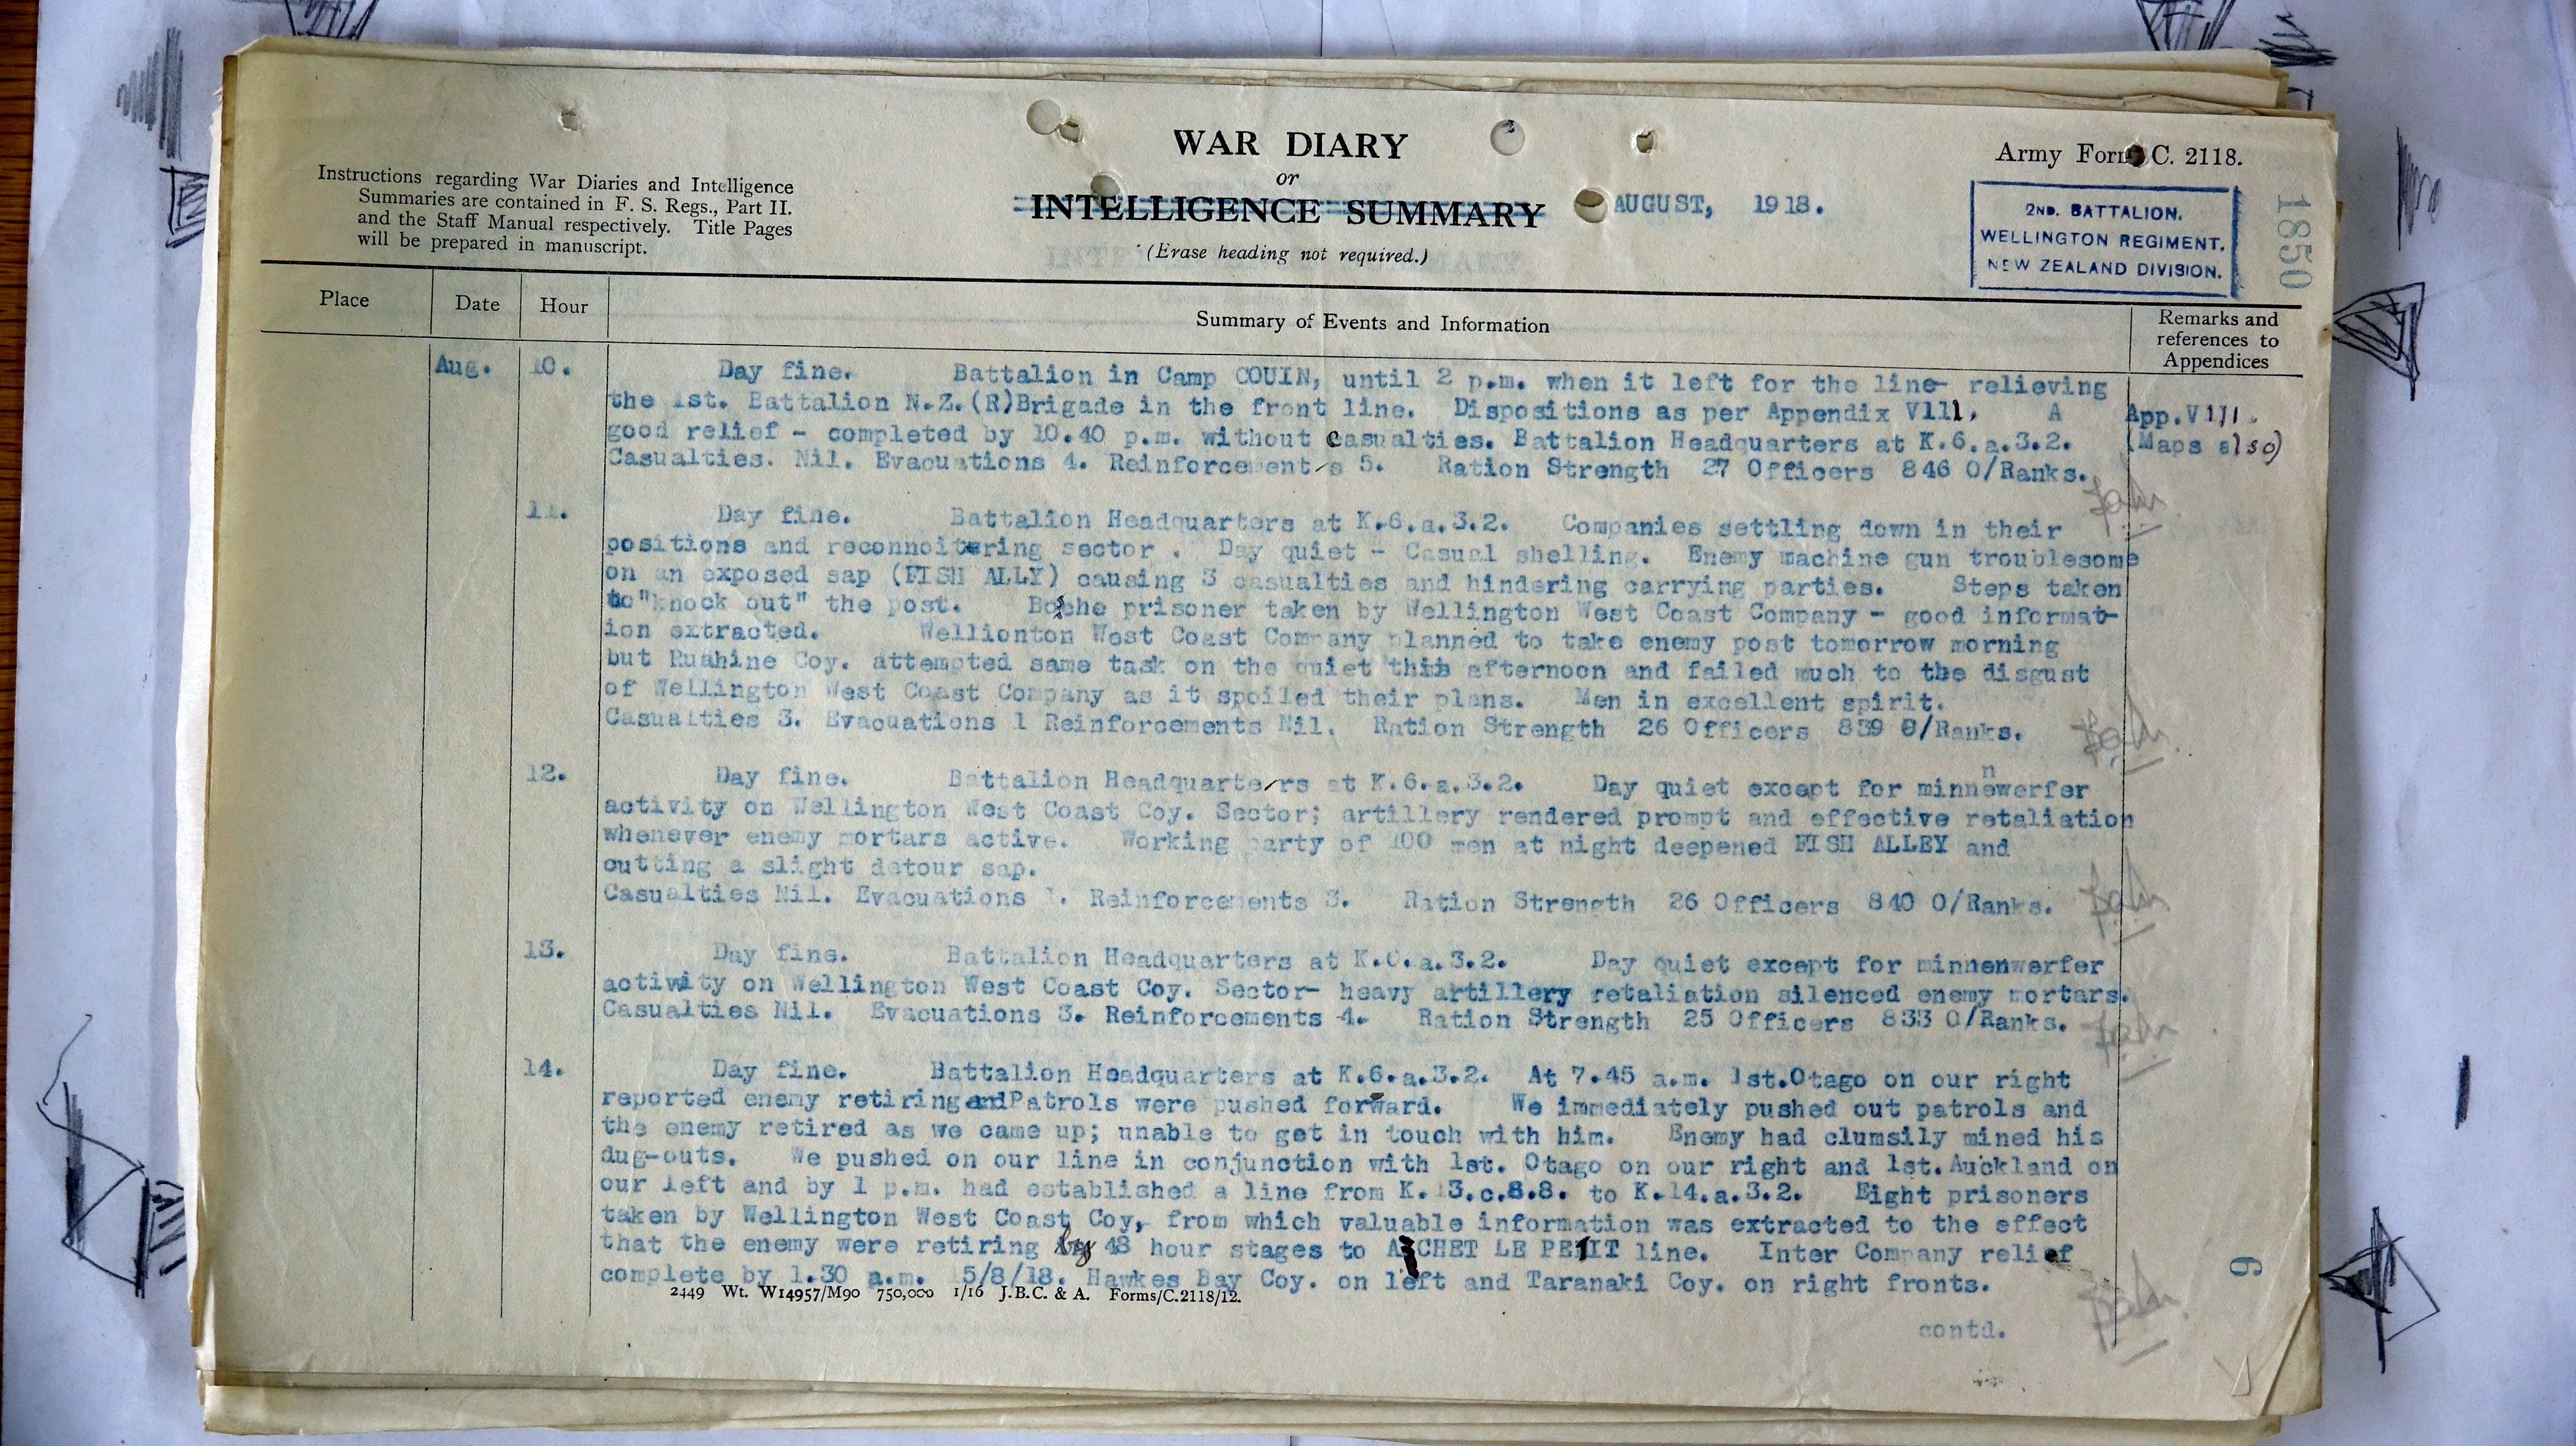 WAR DIARY
or
INTELLIGENCE SUMMARY
(Erase heading not required.)
AUGUST, 1918.
Army Form C. 2118.
Instructions regarding War Diaries and Intelligence
Summaries are contained in F. S. Regs., Part II.
and the Staff Manual respectively. Title Pages
will be prepared in manuscript.
2ND. BATTALION.
WELLINGTON REGIMENT.
NEW ZEALAND DIVISION.
1850
Place Date Hour Summary of Events and Information Remarks and
references to
Appendices
Aug. 10. Day fine. Battalion in Camp COUIN, until 2 p.m. when it left for the line- relieving
the 1st. Battalion N.Z.(R)Brigade in the front line. Dispositions as per Appendix V111, A App.V111.
good relief - completed by 10.40 p.m. without casualties. Battalion Headquarters at K.6.a.3.2. (Maps also)
Casualties. Nil. Evacuations 4. Reinforcement/s 5. Ration Strength 27 Officers 846 O/Ranks.
11. Day fine. Battalion Headquarters at K.6.a.3.2. Companies settling down in their
positions and reconnoitering sector . Day quiet - Casual shelling. Enemy machine gun troublesome
on an exposed sap (FISH ALLY) causing 3 casualties and hindering carrying parties. Steps taken
to"knock out" the post. Bosche prisoner taken by Wellington West Coast Company - good informat-
ion extracted. Wellionton West Coast Company planned to take enemy post tomorrow morning
but Ruahine Coy. attempted same task on the quiet this afternoon and failed much to the disgust
of Wellington West Coast Company as it spoiled their plans. Men in excellent spirit.
Casualties 3. Evacuations 1 Reinforcements Nil. Ration Strength 26 Officers 839 O/Ranks.
12. Day fine. Battalion Headquarte/rs at K.6.a.3.2. Day quiet except for minnenwerfer
activity on Wellington West Coast Coy. Sector; artillery rendered prompt and effective retaliation
whenever enemy mortars active. Working party of 100 men at night deepened FISH ALLEY and
cutting a slight detour sap.
Casualties Nil. Evacuations 1. Reinforcements 3. Ration Strength 26 Officers 840 O/Ranks.
13. Day fine. Battalion Headquarters at K.6.a.3.2. Day quiet except for minnenwerfer
activity on Wellington West Coast Coy. Sector- heavy artillery retaliation silenced enemy mortars.
Casualties Nil. Evacuations 3. Reinforcements 4. Ration Strength 25 Officers 833 O/Ranks.
14. Day fine. Battalion Headquarters at K.6.a.3.2. At 7.45 a.m. 1st.Otago on our right
reported enemy retiring and Patrols were pushed forward. We immediately pushed out patrols and
the enemy retired as we came up; unable to get in touch with him. Enemy had clumsily mined his
dug-outs. We pushed on our line in conjunction with 1st. Otago on our right and 1st.Auckland on
our left and by 1 p.m. had established a line from K.13.c.8.8. to K.14.a.3.2. Eight prisoners
taken by Wellington West Coast Coy, from which valuable information was extracted to the effect
that the enemy were retiring by 48 hour stages to ACHET LE PETIT line. Inter Company relief
complete by 1.30 a.m. 15/8/18. Hawkes Bay Coy. on left and Taranaki Coy. on right fronts.
2449 Wt. W14957/M90 750,000 1/16 J.B.C. & A. Forms/C.2118/12.
contd.
6